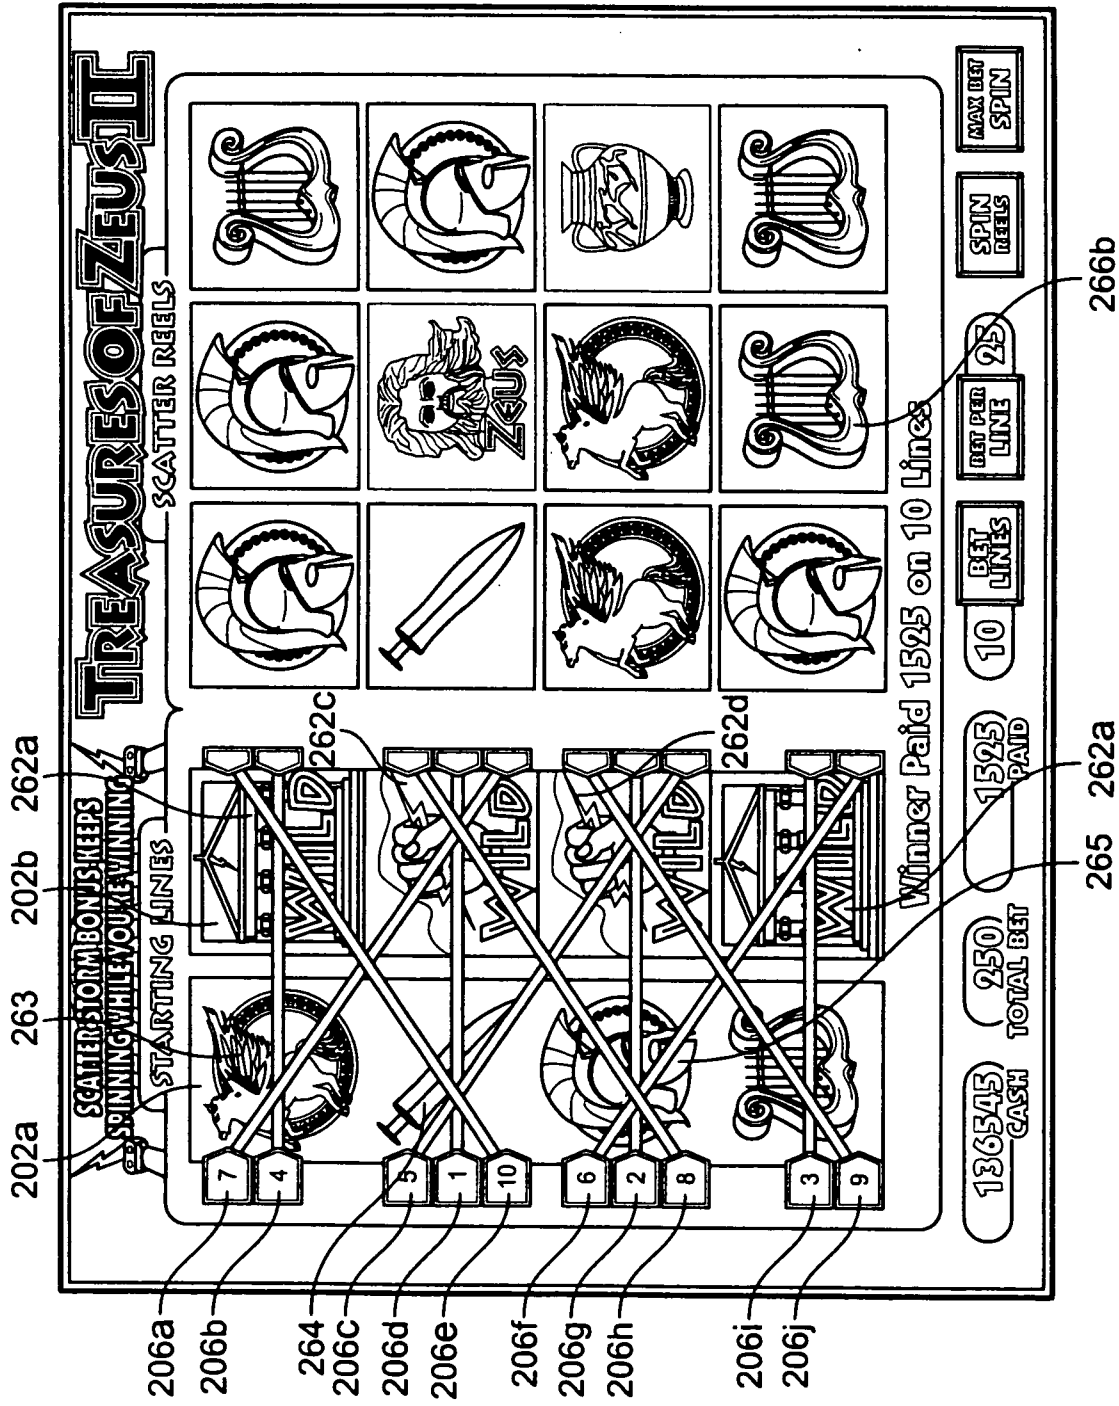 TREASURES OF ZEUS II
SCATTER STORM BONUS KEEPS
SPINNING WHILE YOU'RE WINNING
STARTING LINES
SCATTER REELS
7
4
5
1
10
6
2
8
3
9
WILD
WILD
WILD
WILD
ZEUS
Winner Paid 1525 on 10 Lines
136545
CASH
250
TOTAL BET
1525
PAID
10
BET
LINES
BET PER
LINE
25
SPIN
REELS
MAX BET
SPIN
202a
263
202b
262a
262c
262d
206a
206b
264
206c
206d
206e
206f
206g
206h
206i
206j
265
262a
266b